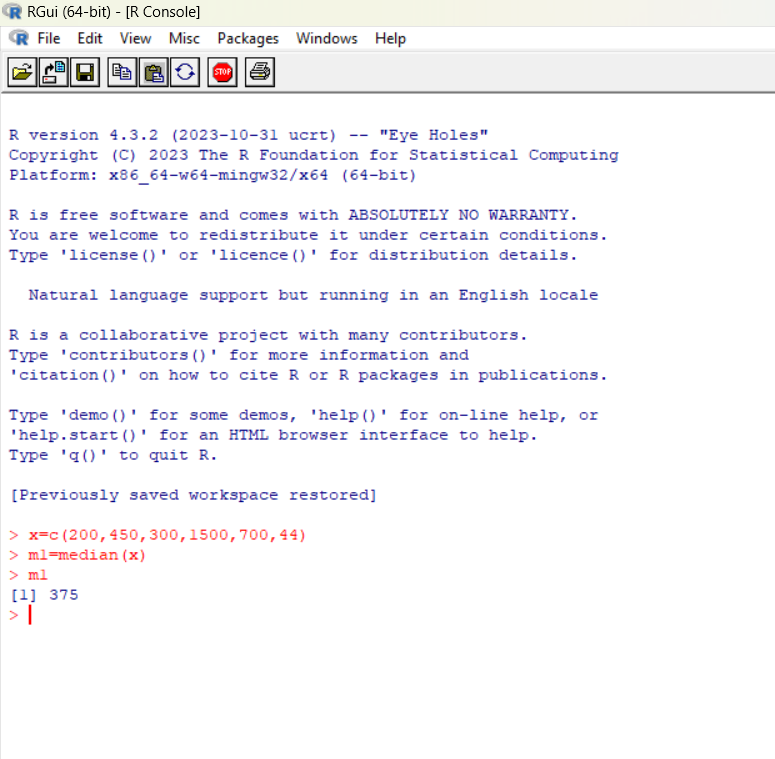 RGui (64-bit) - [R Console]
File Edit View Misc Packages Windows Help
STOP
R version 4.3.2 (2023-10-31 ucrt) -- "Eye Holes"
Copyright (C) 2023 The R Foundation for Statistical Computing
Platform: x86_64-w64-mingw32/x64 (64-bit)
R is free software and comes with ABSOLUTELY NO WARRANTY.
You are welcome to redistribute it under certain conditions.
Type 'license()' or 'licence()' for distribution details.
Natural language support but running in an English locale
R is a collaborative project with many contributors.
Type 'contributors()' for more information and
'citation()' on how to cite R or R packages in publications.
Type 'demo()' for some demos, 'help()' for on-line help, or
'help.start()' for an HTML browser interface to help.
Type 'q()' to quit R.
[Previously saved workspace restored]
> x=c(200,450,300,1500,700,44)
> m1=median(x)
> m1
[1] 375
>